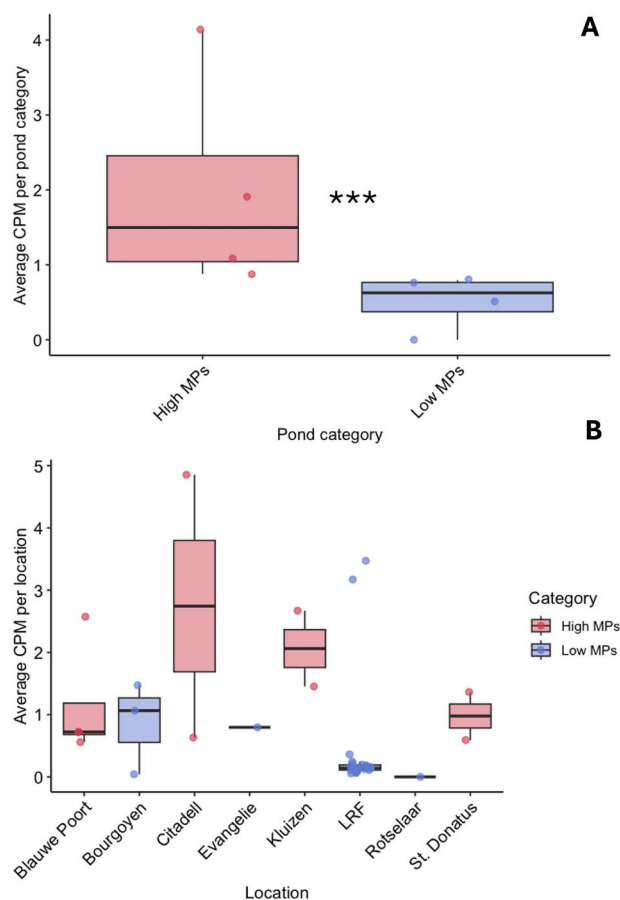 A
Average CPM per pond category
4
3
2
1
0
***
High MPs
Low MPs
Pond category
B
Average CPM per location
5
4
3
2
1
0
Category
High MPs
Low MPs
Blauwe Poort
Bourgoyen
Citadell
Evangelie
Kluizen
LRF
Rotselaar
St. Donatus
Location